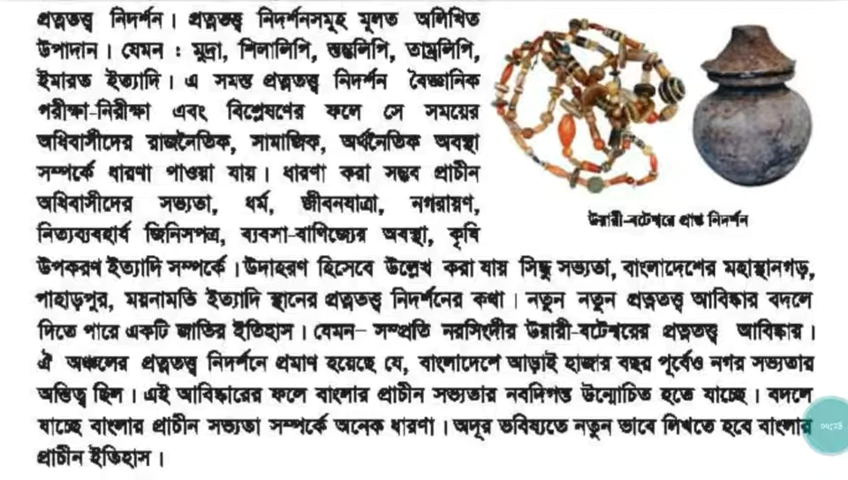 প্রত্নতত্ত্ব নিদর্শন। প্রত্নতত্ত্ব নিদর্শনসমূহ মূলত অলিখিত
উপাদান। যেমন : মুদ্রা, শিলালিপি, স্তম্ভলিপি, তাম্রলিপি,
ইমারত ইত্যাদি। এ সমস্ত প্রত্নতত্ত্ব নিদর্শন বৈজ্ঞানিক
পরীক্ষা-নিরীক্ষা এবং বিশ্লেষণের ফলে সে সময়ের
অধিবাসীদের রাজনৈতিক, সামাজিক, অর্থনৈতিক অবস্থা
সম্পর্কে ধারণা পাওয়া যায়। ধারণা করা সম্ভব প্রাচীন
অধিবাসীদের সভ্যতা, ধর্ম, জীবনযাত্রা, নগরায়ণ,
নিত্যব্যবহার্য জিনিসপত্র, ব্যবসা-বাণিজ্যের অবস্থা, কৃষি
উয়ারী-বটেশ্বরে প্রাপ্ত নিদর্শন
উপকরণ ইত্যাদি সম্পর্কে। উদাহরণ হিসেবে উল্লেখ করা যায় সিন্ধু সভ্যতা, বাংলাদেশের মহাস্থানগড়,
পাহাড়পুর, ময়নামতি ইত্যাদি স্থানের প্রত্নতত্ত্ব নিদর্শনের কথা। নতুন নতুন প্রত্নতত্ত্ব আবিষ্কার বদলে
দিতে পারে একটি জাতির ইতিহাস। যেমন– সম্প্রতি নরসিংদীর উয়ারী-বটেশ্বরের প্রত্নতত্ত্ব আবিষ্কার।
ঐ অঞ্চলের প্রত্নতত্ত্ব নিদর্শনে প্রমাণ হয়েছে যে, বাংলাদেশে আড়াই হাজার বছর পূর্বেও নগর সভ্যতার
অস্তিত্ব ছিল। এই আবিষ্কারের ফলে বাংলার প্রাচীন সভ্যতার নবদিগন্ত উন্মোচিত হতে যাচ্ছে। বদলে
যাচ্ছে বাংলার প্রাচীন সভ্যতা সম্পর্কে অনেক ধারণা। অদূর ভবিষ্যতে নতুন ভাবে লিখতে হবে বাংলার
প্রাচীন ইতিহাস।